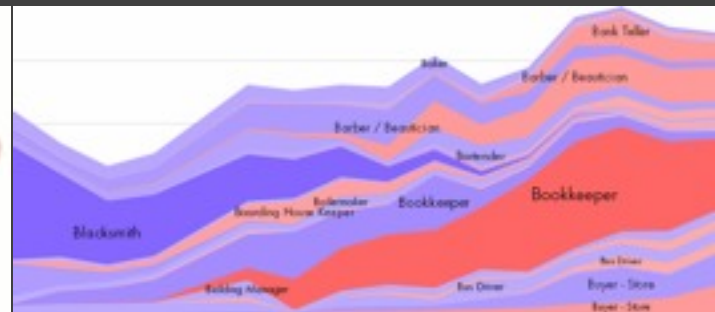 Bank Teller
Baker
Barber / Beautician
Barber / Beautician
Bartender
Bookkeeper
Boilermaker
Bookkeeper
Boarding House Keeper
Blacksmith
Bus Driver
Buyer - Store
Building Manager
Bus Driver
Buyer - Store